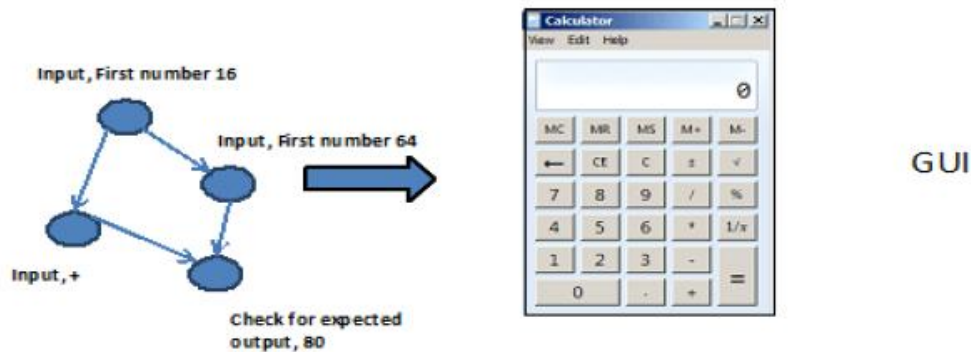 Input, First number 16
Input, First number 64
Input, +
Check for expected
output, 80
Calculator
View Edit Help
0
MC MR MS M+ M-
← CE C ± √
7 8 9 / %
4 5 6 * 1/x
1 2 3 - =
0 . +
GUI